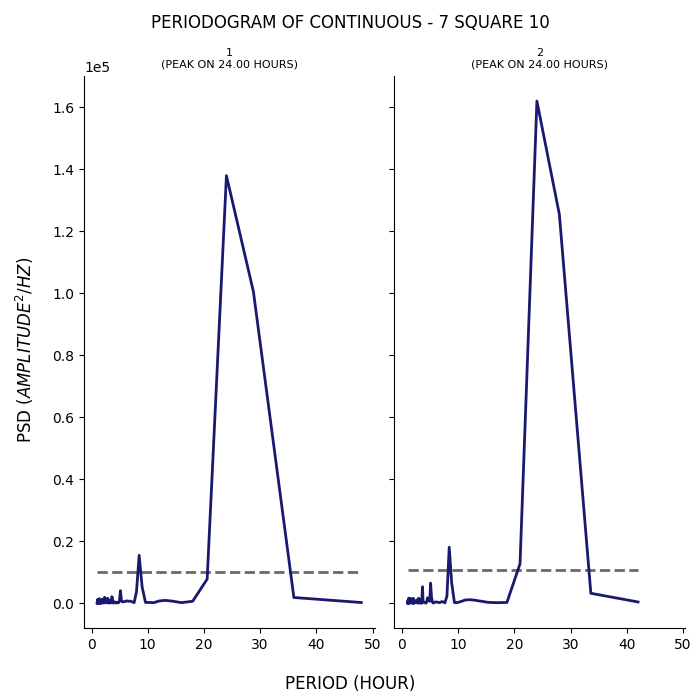 PERIODOGRAM OF CONTINUOUS - 7 SQUARE 10
1
(PEAK ON 24.00 HOURS)
2
(PEAK ON 24.00 HOURS)
1e5
1.6
1.4
1.2
1.0
0.8
0.6
0.4
0.2
0.0
PSD (AMPLITUDE²/HZ)
0 10 20 30 40 50
0 10 20 30 40 50
PERIOD (HOUR)